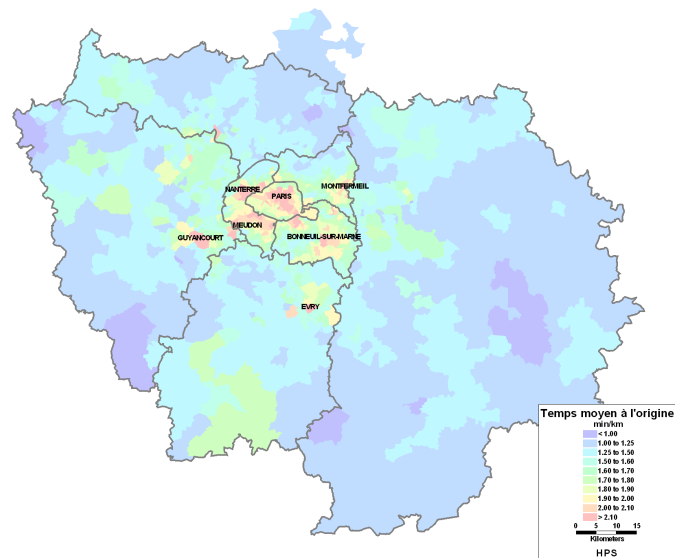 MONTFERMEIL
NANTERRE
PARIS
MEUDON
GUYANCOURT
BONNEUIL-SUR-MARNE
EVRY
Temps moyen à l'origine
min/km
< 1.00
1.00 to 1.25
1.25 to 1.50
1.50 to 1.60
1.60 to 1.70
1.70 to 1.80
1.80 to 1.90
1.90 to 2.00
2.00 to 2.10
> 2.10
0 5 10 15
Kilometers
HPS